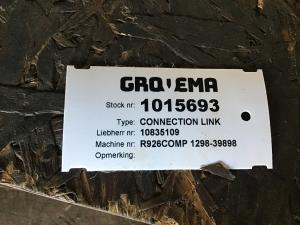 GROVEMA
Stock nr: 1015693
Type: CONNECTION LINK
Liebherr nr: 10835109
Machine nr: R926COMP 1298-39898
Opmerking: